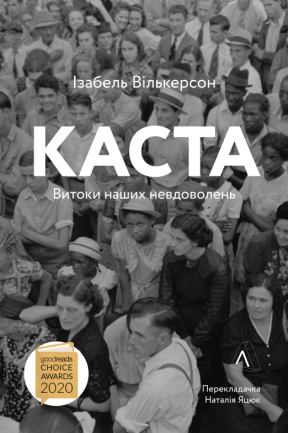 Ізабель Вількерсон
КАСТА
Витоки наших невдоволень
goodreads
CHOICE
AWARDS
2020
Перекладачка
Наталія Яцюк